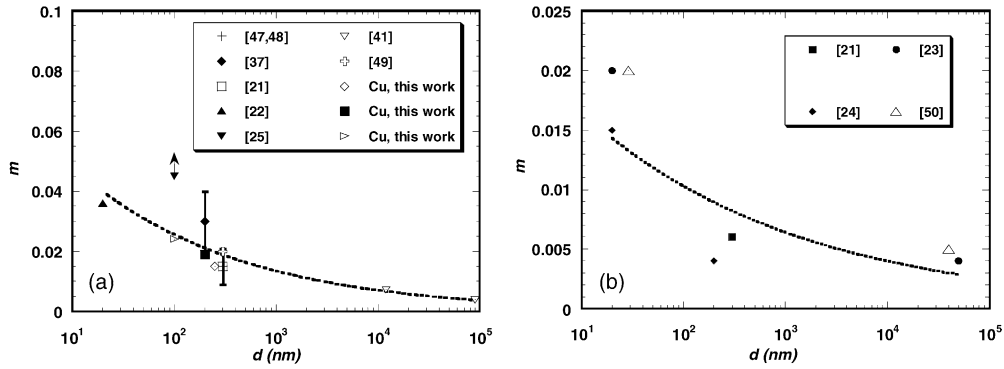 0.1
0.08
0.06
0.04
0.02
0
m
[47,48]
[37]
[21]
[22]
[25]
[41]
[49]
Cu, this work
Cu, this work
Cu, this work
(a)
10^1 10^2 10^3 10^4 10^5
d (nm)
0.025
0.02
0.015
0.01
0.005
0
m
[21] [23]
[24] [50]
(b)
10^1 10^2 10^3 10^4 10^5
d (nm)